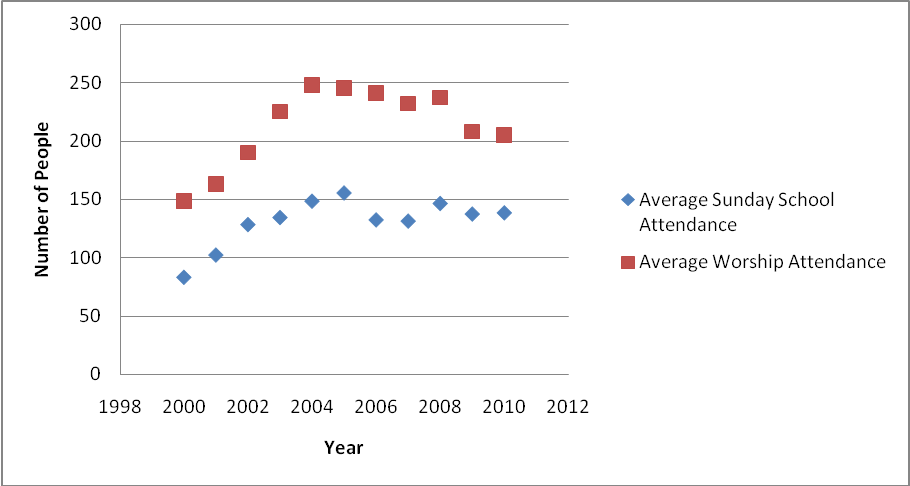 300
250
200
150
100
50
0
Number of People
1998 2000 2002 2004 2006 2008 2010 2012
Year
Average Sunday School
Attendance
Average Worship Attendance